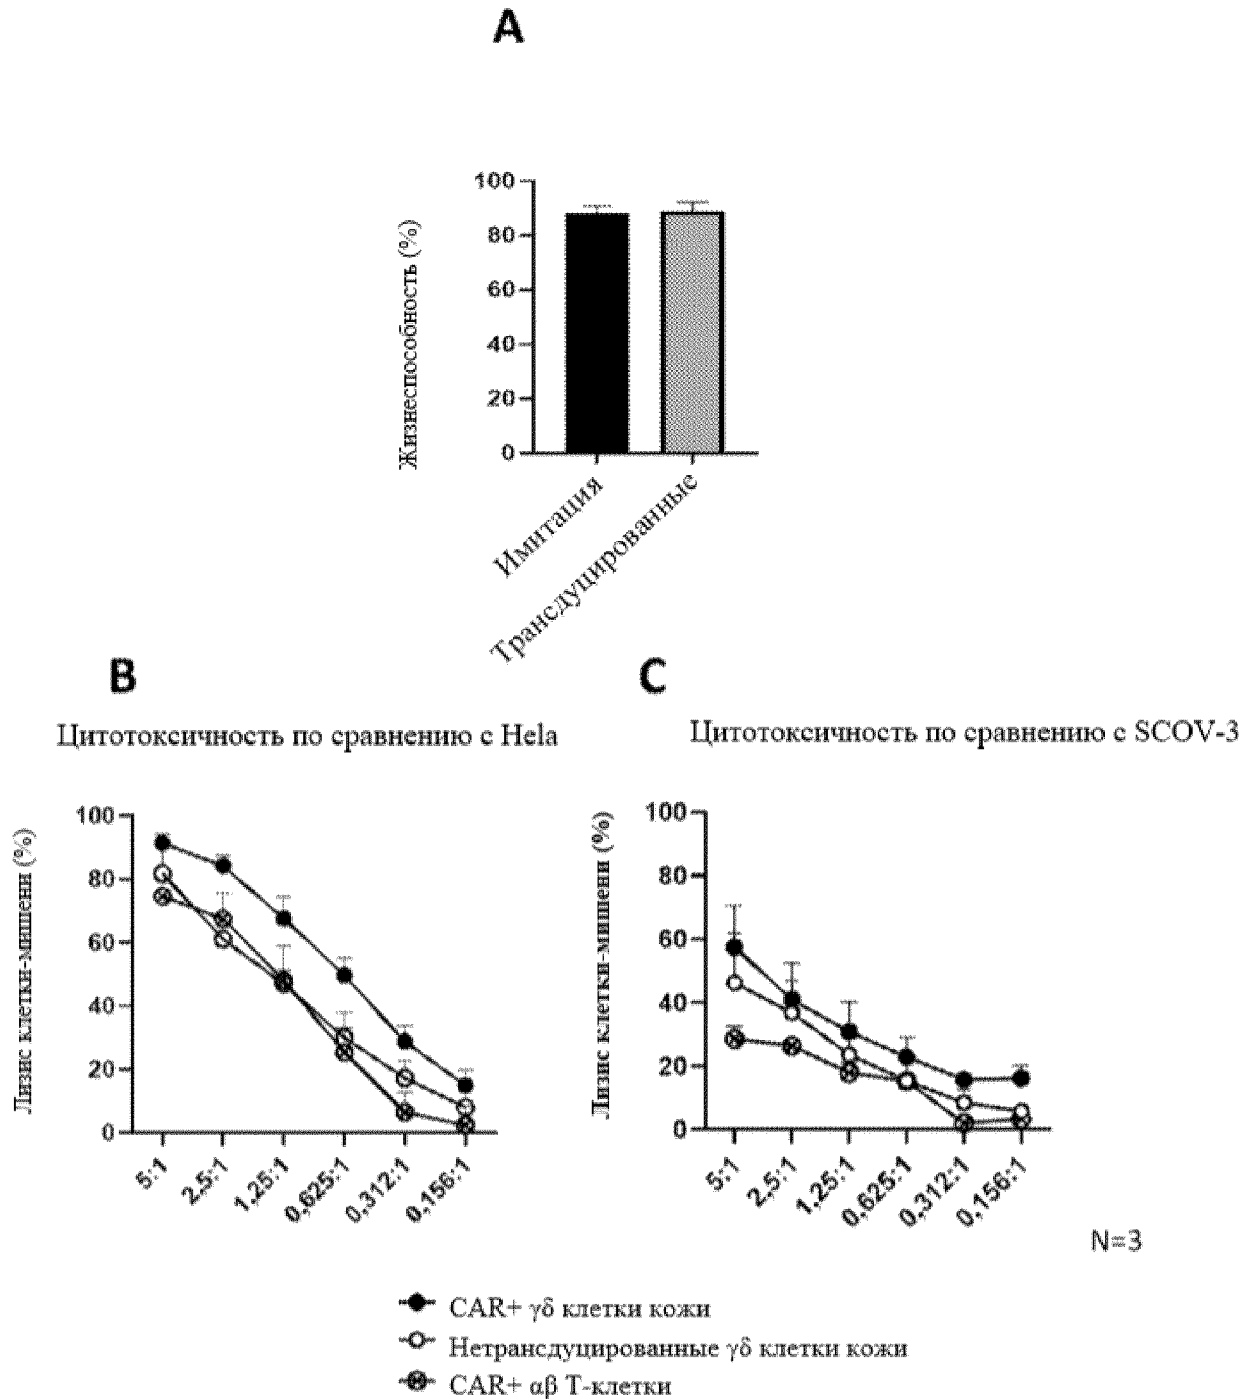 A
Жизнеспособность (%)
100
80
60
40
20
0
Имитация
Трансдуцированные
B
Цитотоксичность по сравнению с Hela
Лизис клетки-мишени (%)
100
80
60
40
20
0
5:1
2,5:1
1,25:1
0,625:1
0,312:1
0,156:1
C
Цитотоксичность по сравнению с SCOV-3
Лизис клетки-мишени (%)
100
80
60
40
20
0
5:1
2,5:1
1,25:1
0,625:1
0,312:1
0,156:1
N=3
CAR+ γδ клетки кожи
Нетрансдуцированные γδ клетки кожи
CAR+ αβ Т-клетки